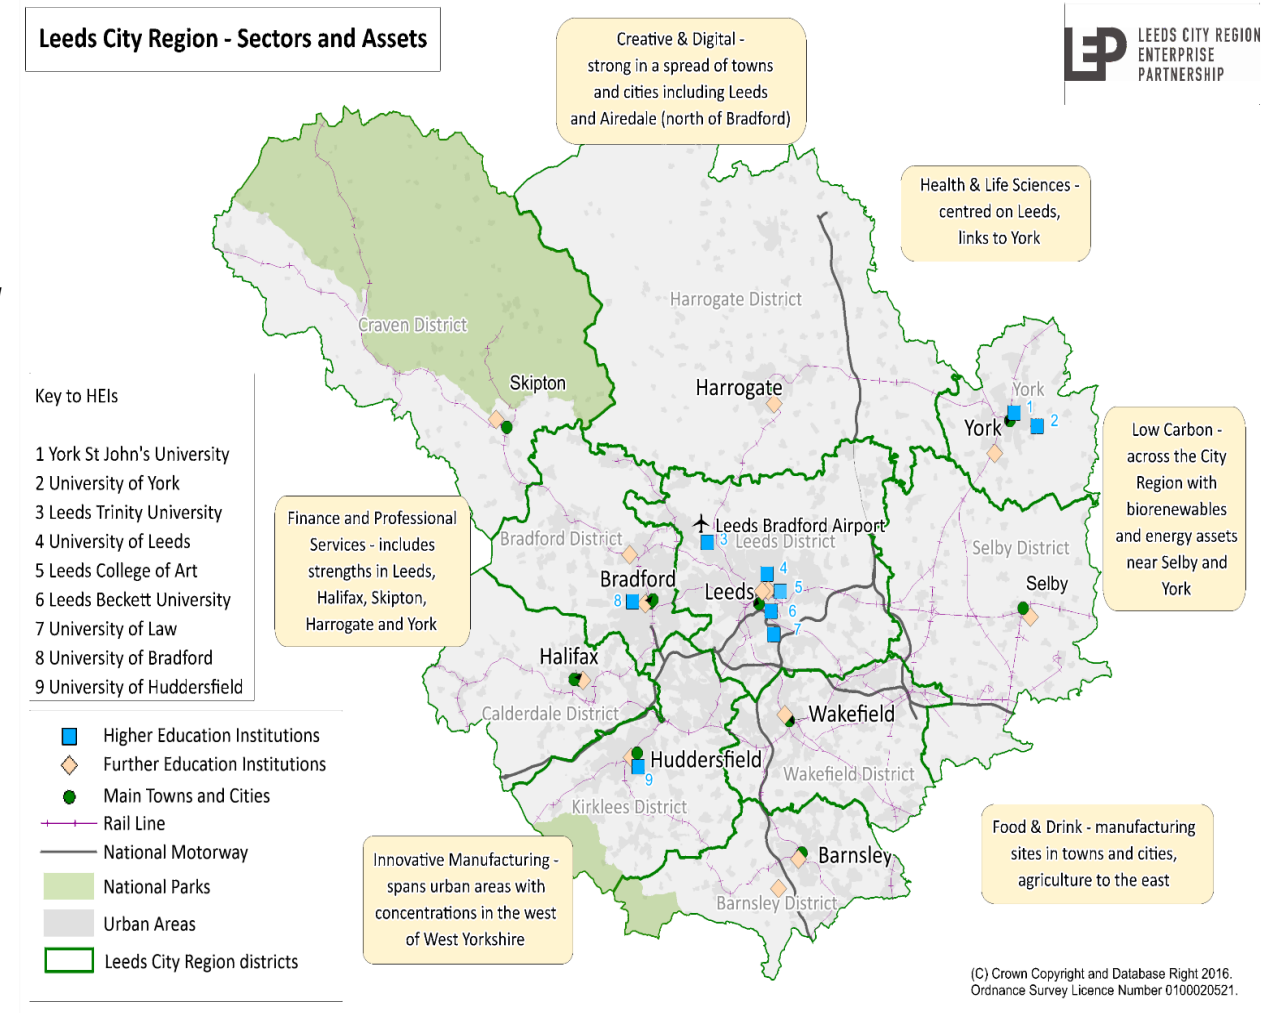 Leeds City Region - Sectors and Assets
Creative & Digital -
strong in a spread of towns
and cities including Leeds
and Airedale (north of Bradford)
LEP
LEEDS CITY REGION
ENTERPRISE
PARTNERSHIP
Health & Life Sciences -
centred on Leeds,
links to York
Harrogate District
Craven District
Skipton
Harrogate
York
York
1
2
Key to HEIs
1 York St John's University
2 University of York
3 Leeds Trinity University
4 University of Leeds
5 Leeds College of Art
6 Leeds Beckett University
7 University of Law
8 University of Bradford
9 University of Huddersfield
Low Carbon -
across the City
Region with
biorenewables
and energy assets
near Selby and
York
Finance and Professional
Services - includes
strengths in Leeds,
Halifax, Skipton,
Harrogate and York
Bradford District
Leeds Bradford Airport
3
Leeds District
Selby District
Bradford
8
Leeds
4
5
6
7
Selby
Halifax
Calderdale District
Wakefield
Huddersfield
9
Wakefield District
Kirklees District
Higher Education Institutions
Further Education Institutions
Main Towns and Cities
Rail Line
National Motorway
National Parks
Urban Areas
Leeds City Region districts
Innovative Manufacturing -
spans urban areas with
concentrations in the west
of West Yorkshire
Barnsley
Barnsley District
Food & Drink - manufacturing
sites in towns and cities,
agriculture to the east
(C) Crown Copyright and Database Right 2016.
Ordnance Survey Licence Number 0100020521.